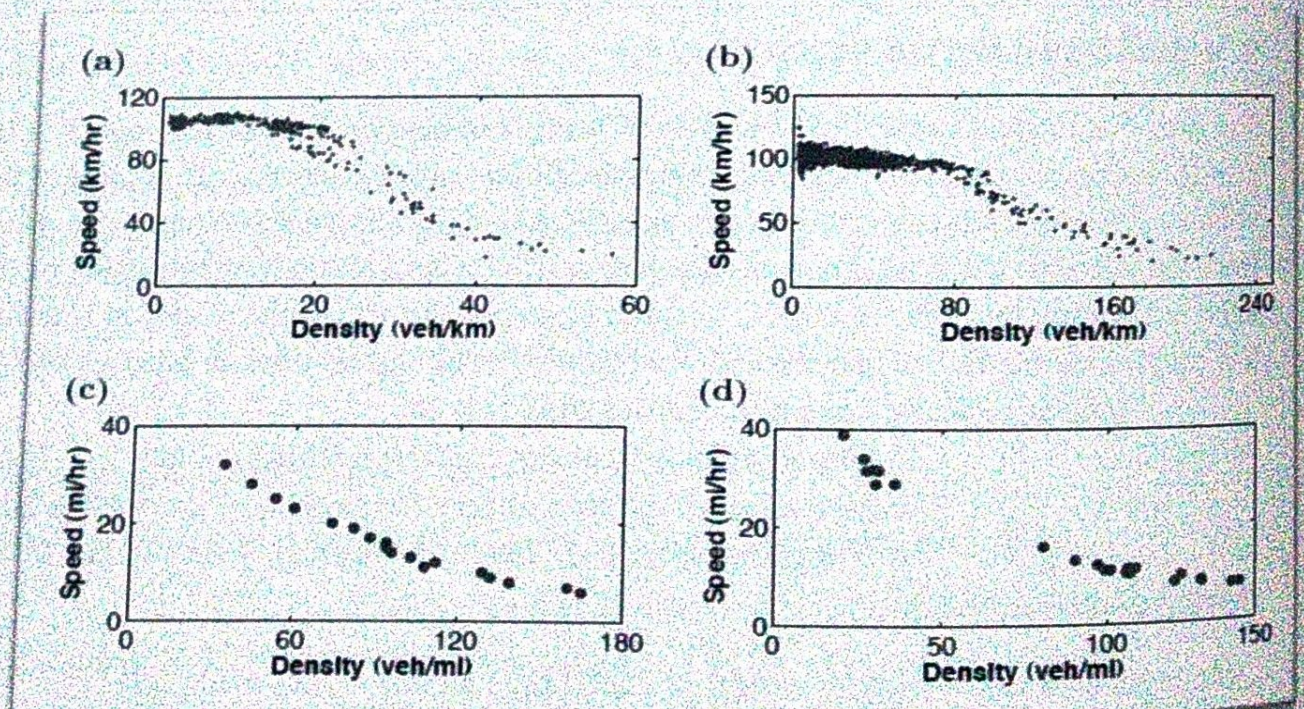 (a)
120
80
40
0
0 20 40 60
Speed (km/hr)
Density (veh/km)
(b)
150
100
50
0
0 80 160 240
Speed (km/hr)
Density (veh/km)
(c)
40
20
0
0 60 120 180
Speed (mi/hr)
Density (veh/mi)
(d)
40
20
0
0 50 100 150
Speed (mi/hr)
Density (veh/mi)